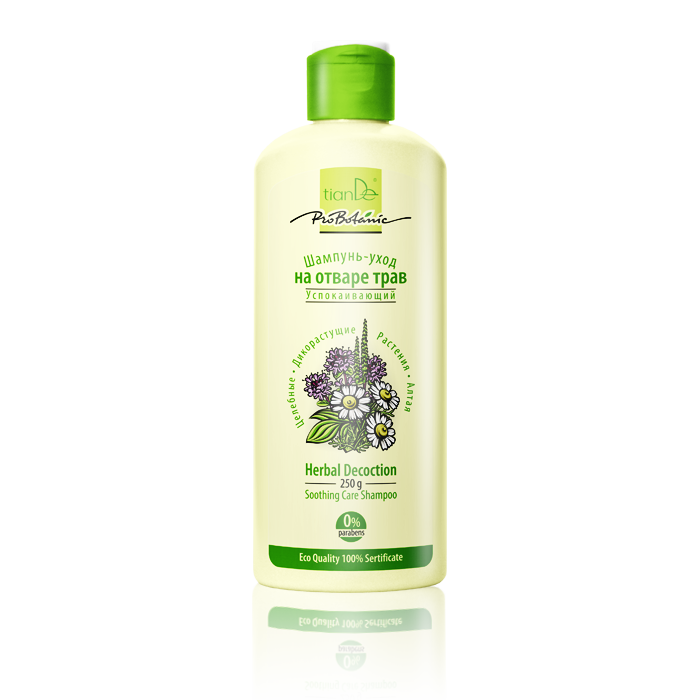 tianDe®
ProBotanic
Шампунь-уход
на отваре трав
Успокаивающий
Целебные • Дикорастущие Растения • Алтая
Herbal Decoction
250 g
Soothing Care Shampoo
0%
parabens
Eco Quality 100% Sertificate